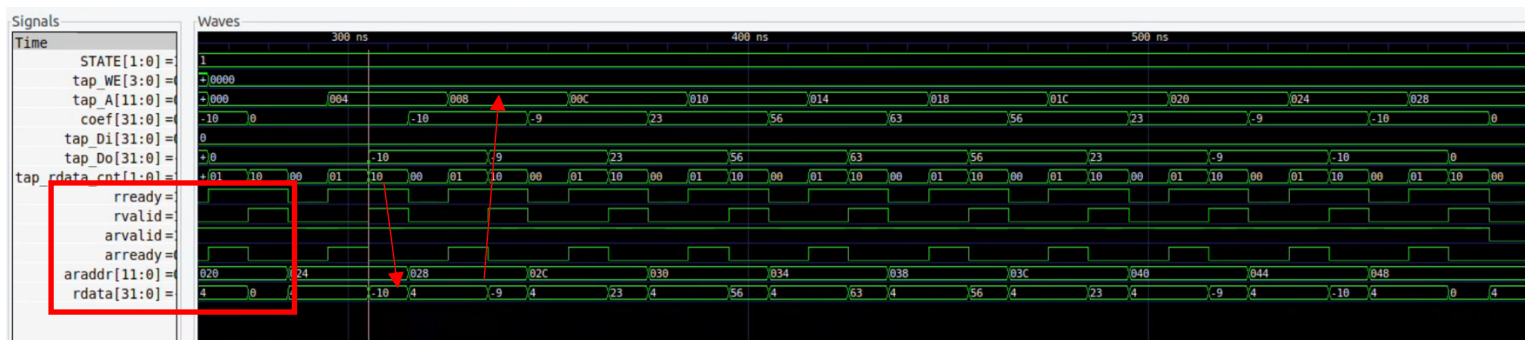 Signals
Waves
Time
300 ns 400 ns 500 ns
STATE[1:0] = 1
tap_WE[3:0] = + 0000
tap_A[11:0] = + 000 004 008 00C 010 014 018 01C 020 024 028
coef[31:0] = -10 0 -10 -9 23 56 63 56 23 -9 -10 0
tap_Di[31:0] = 0
tap_Do[31:0] = + 0 -10 -9 23 56 63 56 23 -9 -10 0
tap_rdata_cnt[1:0] = + 01 10 00 01 10 00 01 10 00 01 10 00 01 10 00 01 10 00 01 10 00 01 10 00 01 10 00 01 10 00 01 10 00
rready =
rvalid =
arvalid =
arready =
araddr[11:0] = 020 024 028 02C 030 034 038 03C 040 044 048
rdata[31:0] = 4 0 4 -10 4 -9 4 23 4 56 4 63 4 56 4 23 4 -9 4 -10 4 0 4